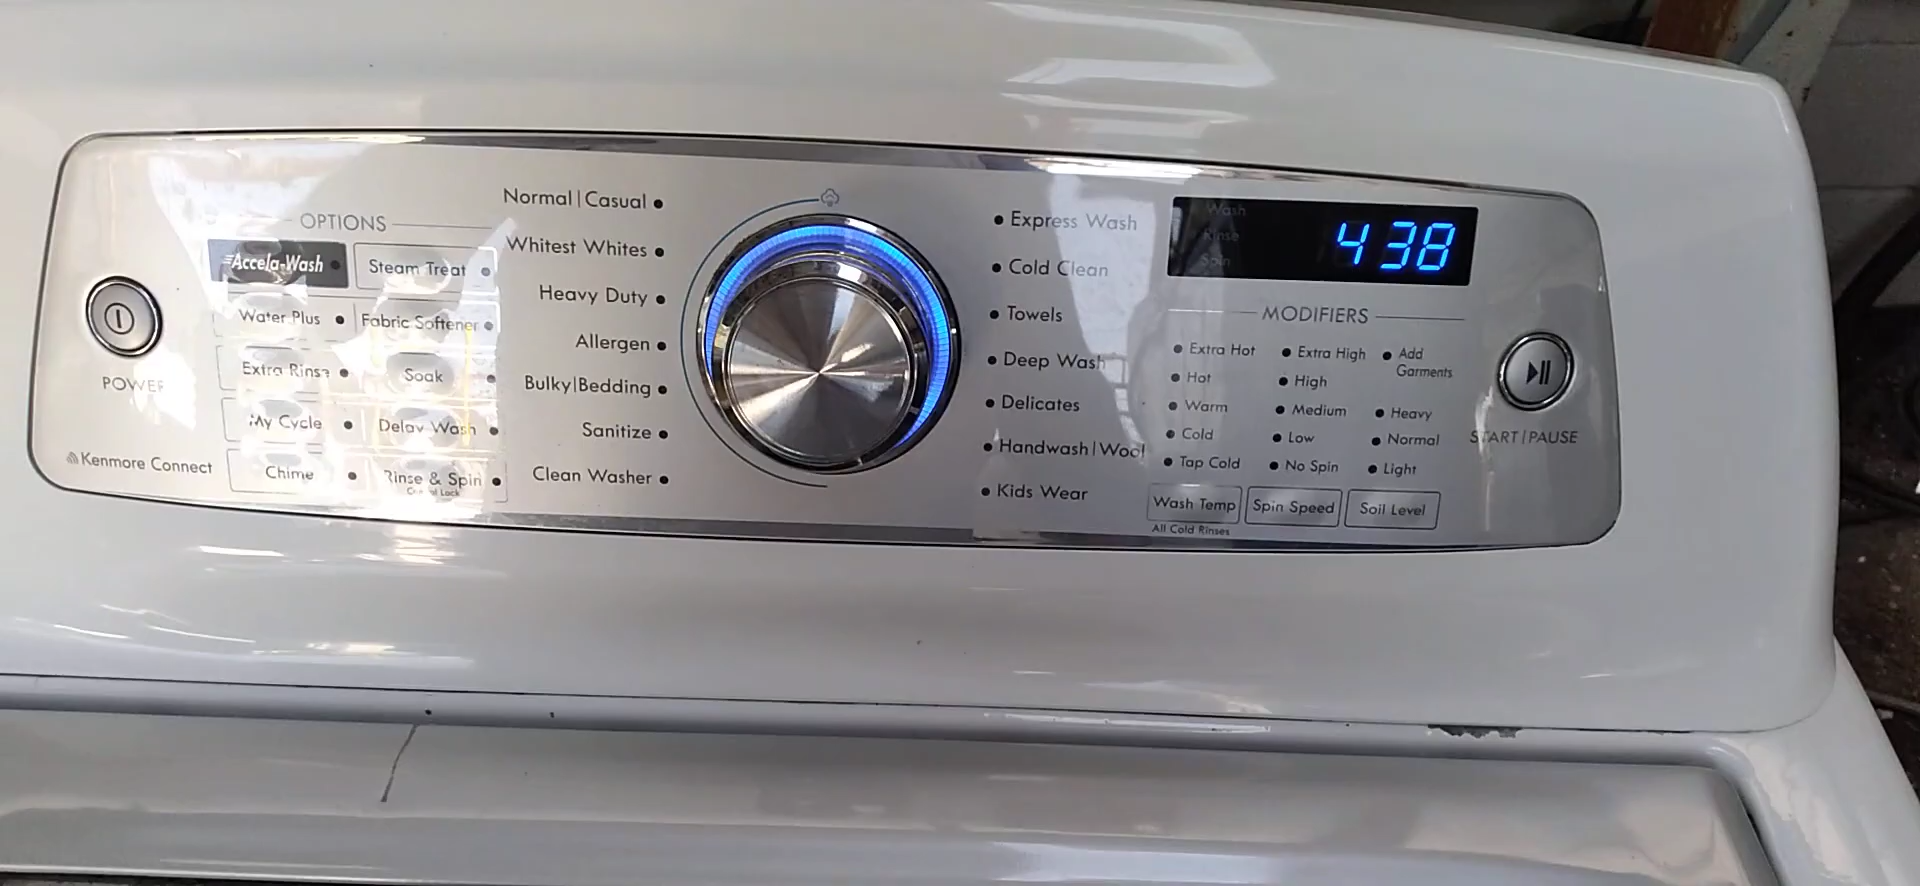 OPTIONS
Accela-Wash
Steam Treat
Water Plus
Fabric Softener
Extra Rinse
Soak
My Cycle
Delay Wash
Chime
Rinse & Spin
POWER
Kenmore Connect
Normal|Casual
Whitest Whites
Heavy Duty
Allergen
Bulky|Bedding
Sanitize
Clean Washer
Express Wash
Cold Clean
Towels
Deep Wash
Delicates
Handwash|Wool
Kids Wear
Wash
Rinse
Spin
438
MODIFIERS
Extra Hot
Hot
Warm
Cold
Tap Cold
Wash Temp
All Cold Rinses
Extra High
High
Medium
Low
No Spin
Spin Speed
Add
Garments
Heavy
Normal
Light
Soil Level
START|PAUSE